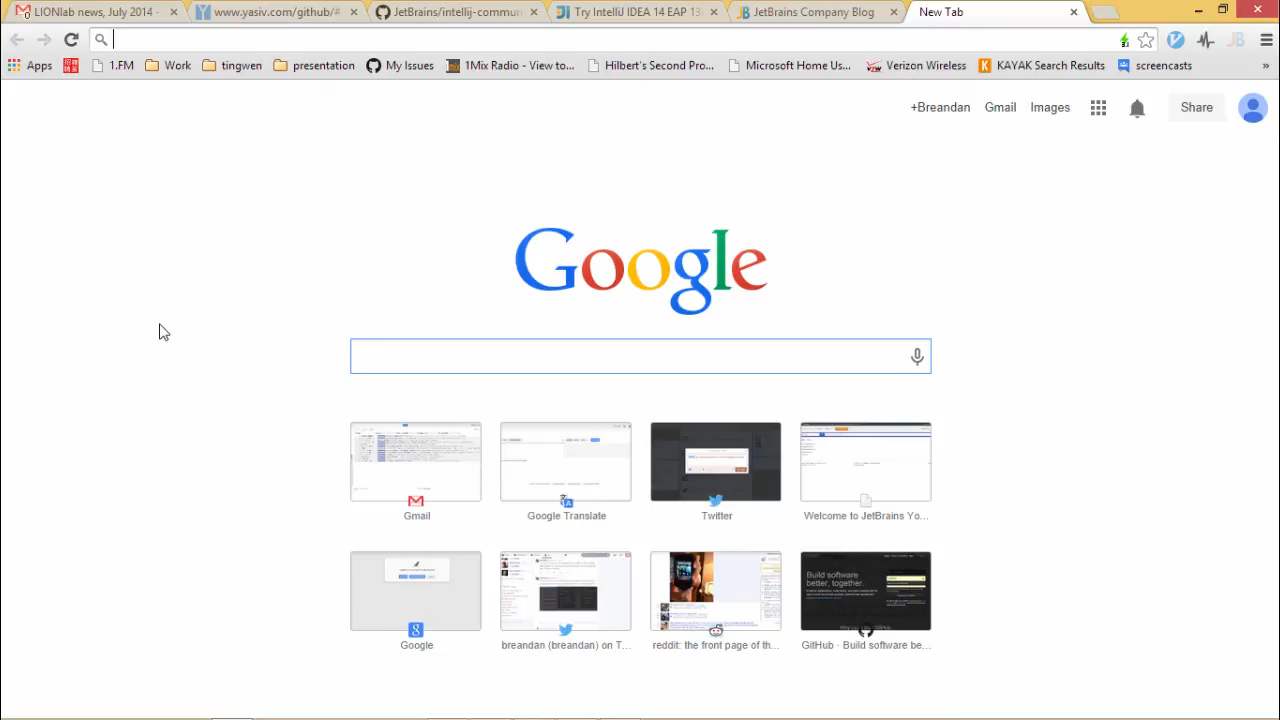 LIONlab news, July 2014 -
www.yasiv.com/github/#
JetBrains/intellij-commun
Try IntelliJ IDEA 14 EAP 13
JetBrains Company Blog
New Tab
Apps
1.FM
Work
tingwen
presentation
My Issues
1Mix Radio - View to...
Hilbert's Second Pro...
Microsoft Home Us...
Verizon Wireless
KAYAK Search Results
screencasts
»
+Breandan
Gmail
Images
Share
Google
Gmail
Google Translate
Twitter
Welcome to JetBrains Yo...
Build software
better, together.
Google
breandan (breandan) on T...
reddit: the front page of th...
GitHub · Build software be...